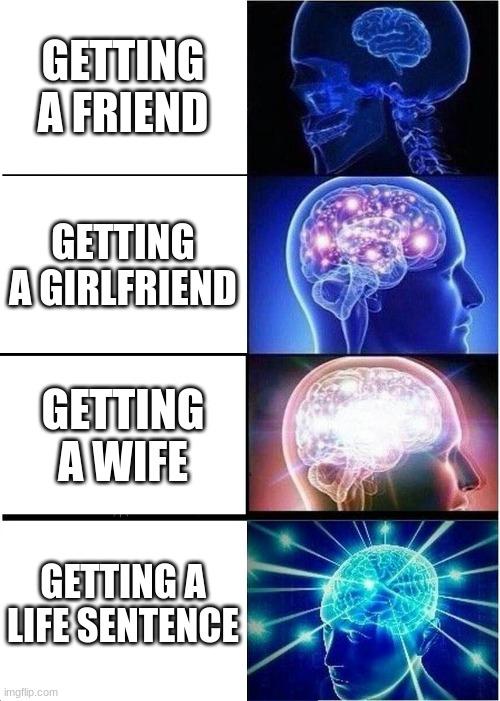 GETTING
A FRIEND
GETTING
A GIRLFRIEND
GETTING
A WIFE
GETTING A
LIFE SENTENCE
imgflip.com